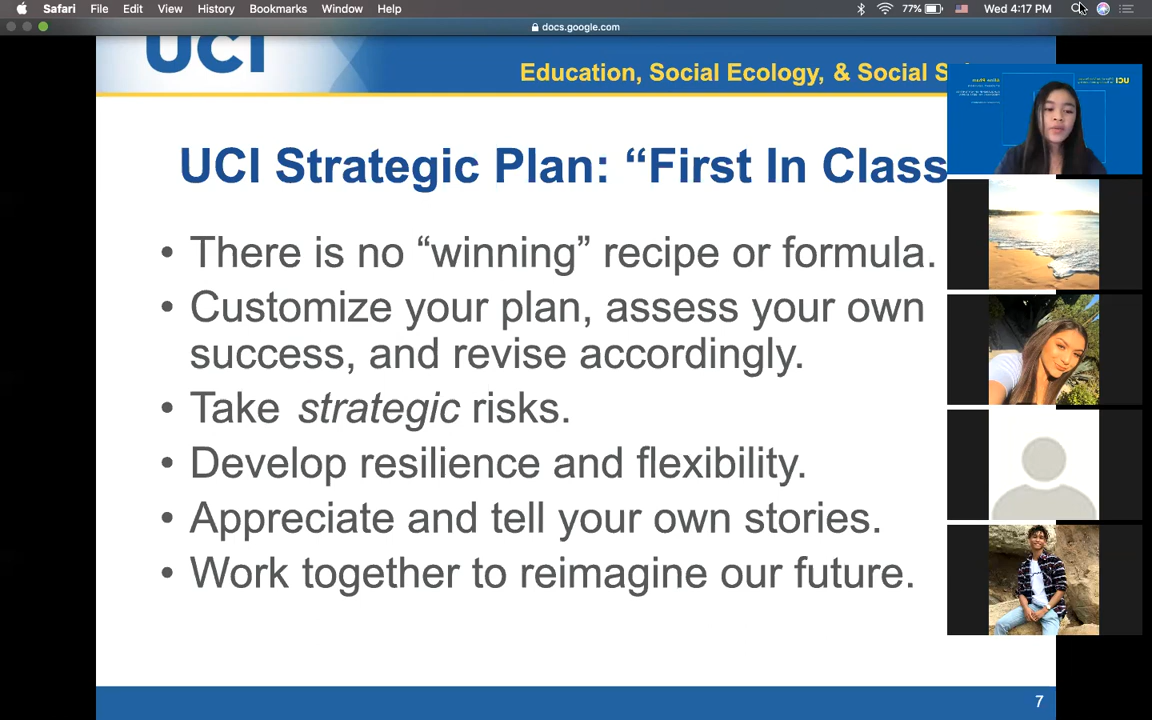 Safari File Edit View History Bookmarks Window Help 77% Wed 4:17 PM
docs.google.com
UCI
Education, Social Ecology, & Social S
UCI Strategic Plan: “First In Class
• There is no “winning” recipe or formula.
• Customize your plan, assess your own
success, and revise accordingly.
• Take strategic risks.
• Develop resilience and flexibility.
• Appreciate and tell your own stories.
• Work together to reimagine our future.
7
UCI